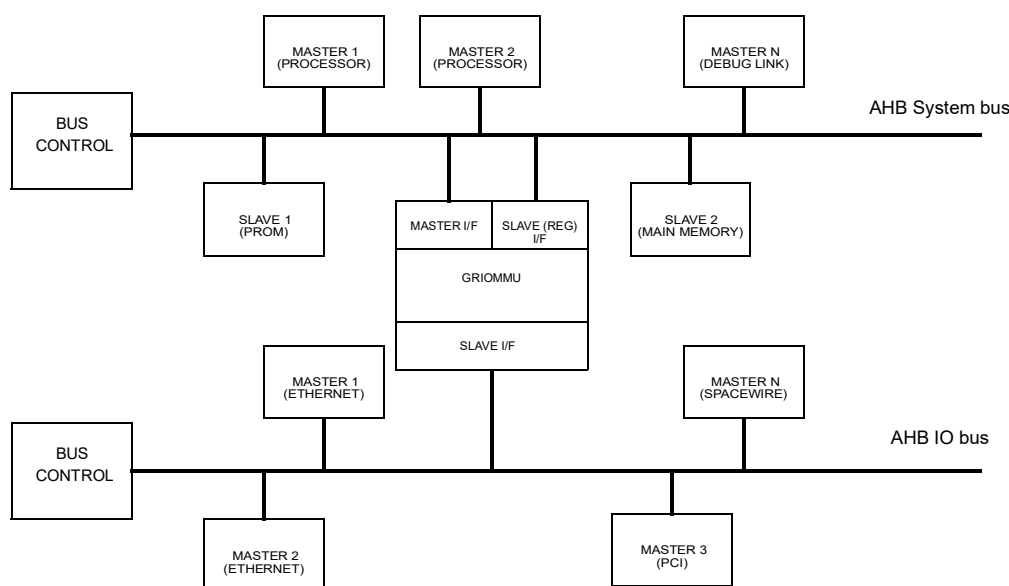 MASTER 1
(PROCESSOR)
MASTER 2
(PROCESSOR)
MASTER N
(DEBUG LINK)
AHB System bus
BUS
CONTROL
SLAVE 1
(PROM)
MASTER I/F
SLAVE (REG)
I/F
SLAVE 2
(MAIN MEMORY)
GRIOMMU
SLAVE I/F
MASTER 1
(ETHERNET)
MASTER N
(SPACEWIRE)
AHB IO bus
BUS
CONTROL
MASTER 2
(ETHERNET)
MASTER 3
(PCI)